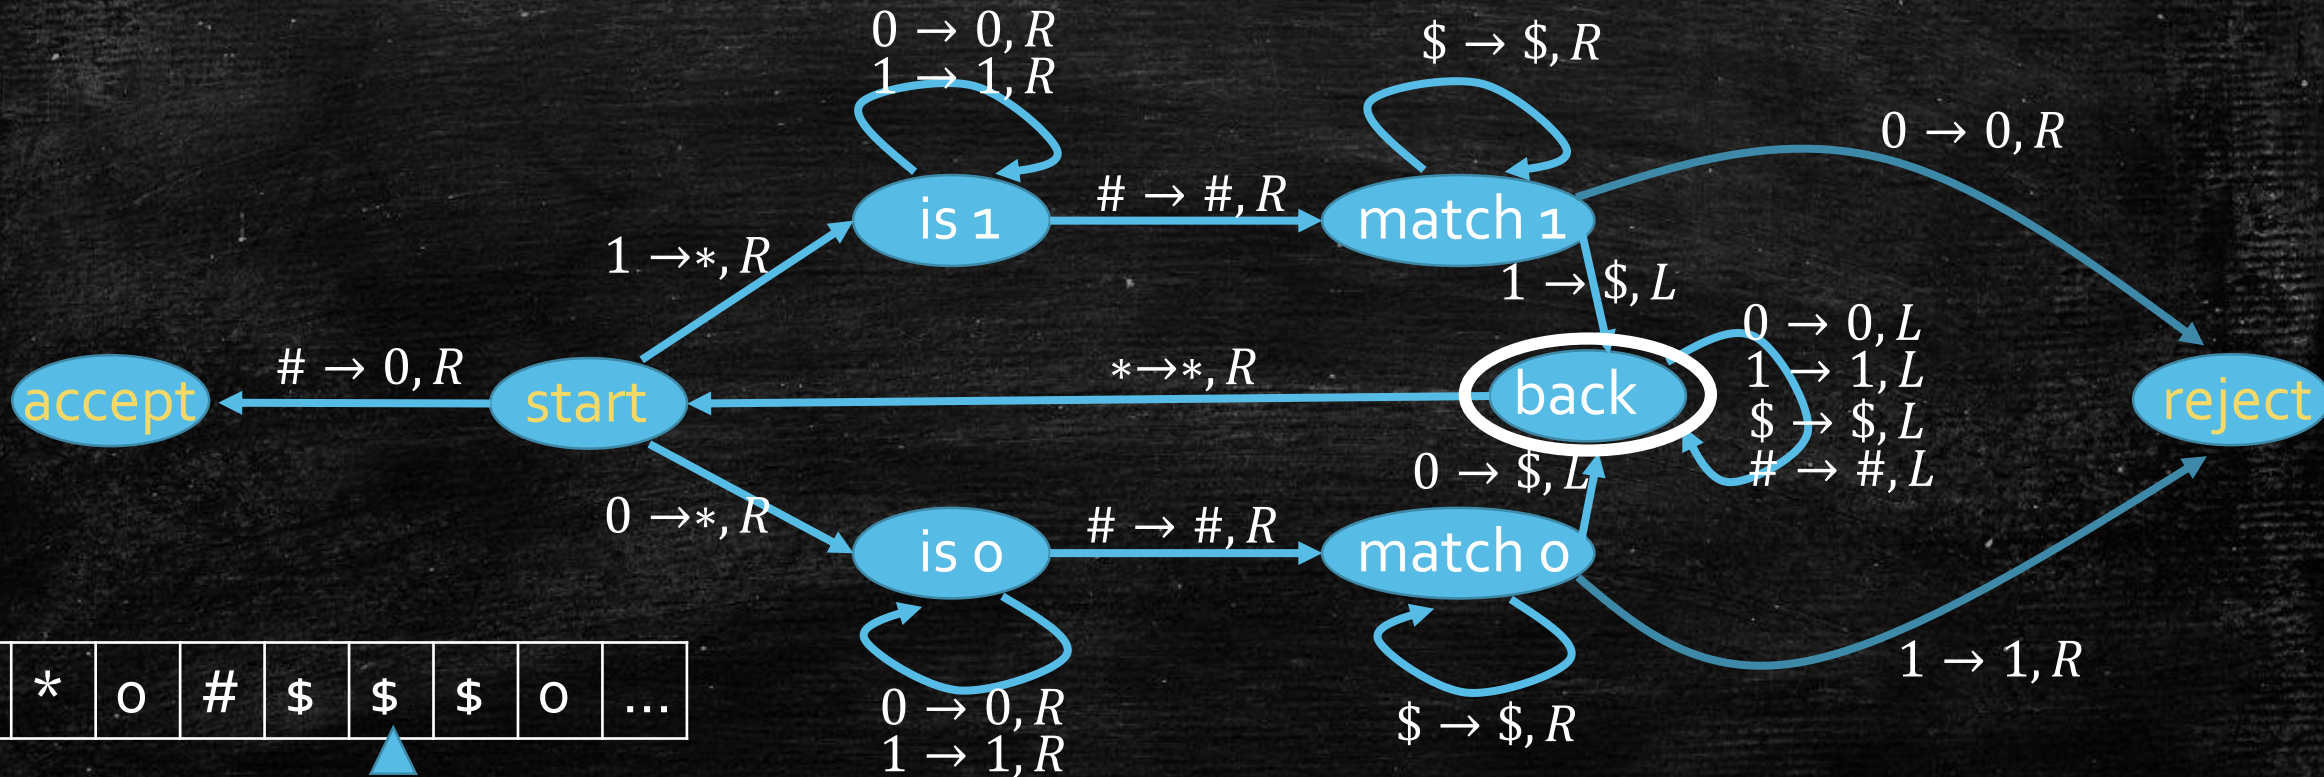 0 → 0, R
1 → 1, R
$ → $, R
0 → 0, R
# → #, R
is 1
match 1
1 →*, R
1 → $, L
0 → 0, L
1 → 1, L
$ → $, L
# → #, L
# → 0, R
*→*, R
accept
start
back
reject
0 → $, L
0 →*, R
# → #, R
is 0
match 0
1 → 1, R
* 0 # $ $ $ 0 ...
0 → 0, R
1 → 1, R
$ → $, R